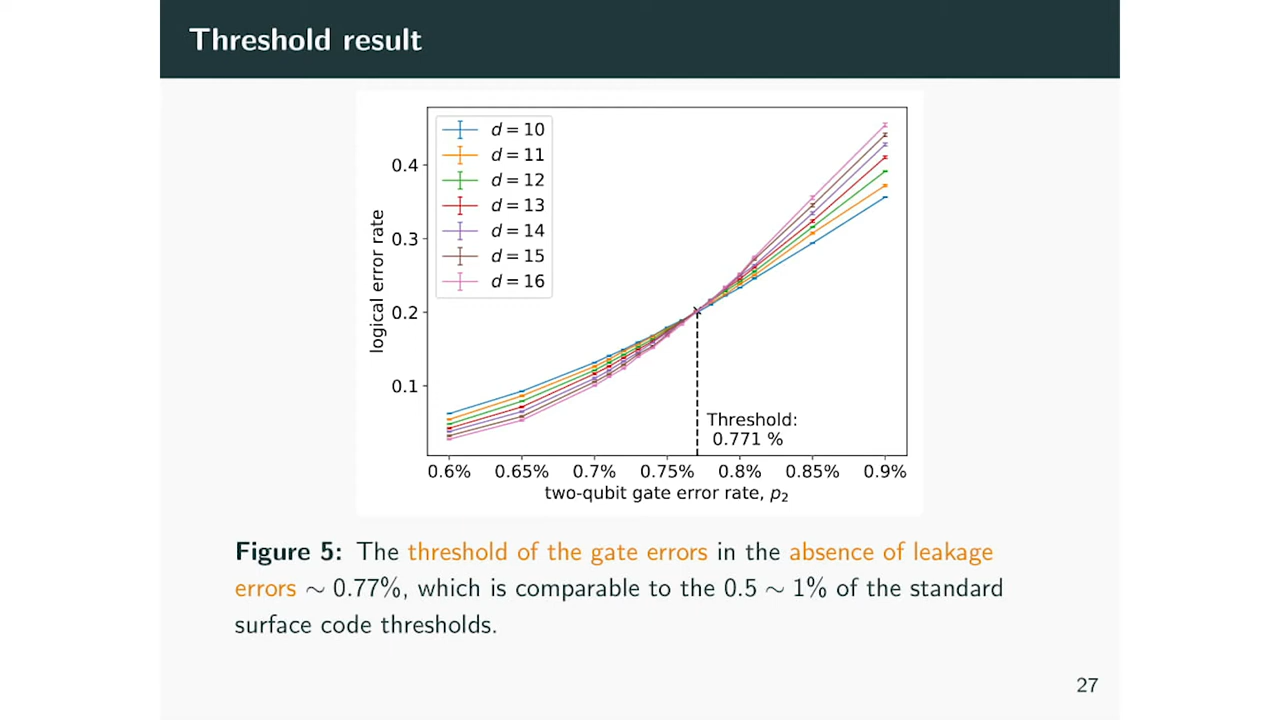 Threshold result
d = 10
d = 11
d = 12
d = 13
d = 14
d = 15
d = 16
0.4
0.3
0.2
0.1
logical error rate
Threshold:
0.771 %
0.6% 0.65% 0.7% 0.75% 0.8% 0.85% 0.9%
two-qubit gate error rate, p₂
Figure 5: The threshold of the gate errors in the absence of leakage
errors ∼ 0.77%, which is comparable to the 0.5 ∼ 1% of the standard
surface code thresholds.
27